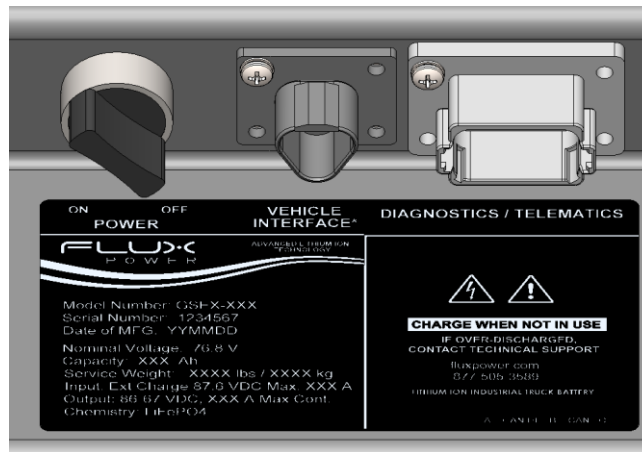 ON OFF
POWER
VEHICLE
INTERFACE*
DIAGNOSTICS / TELEMATICS
FLUX
POWER
ADVANCED LITHIUM ION
TECHNOLOGY
Model Number: GSFX-XXX
Serial Number: 1234567
Date of MFG. YYMMDD
Nominal Voltage: 76.8 V
Capacity: XXX Ah
Service Weight: XXXX lbs / XXXX kg
Input: Ext Charge 87.6 VDC Max. XXX A
Output: 86-67 VDC, XXX A Max Cont.
Chemistry: LiFePO4
CHARGE WHEN NOT IN USE
IF OVER-DISCHARGED,
CONTACT TECHNICAL SUPPORT
fluxpower.com
877-505-3589
LITHIUM ION INDUSTRIAL TRUCK BATTERY